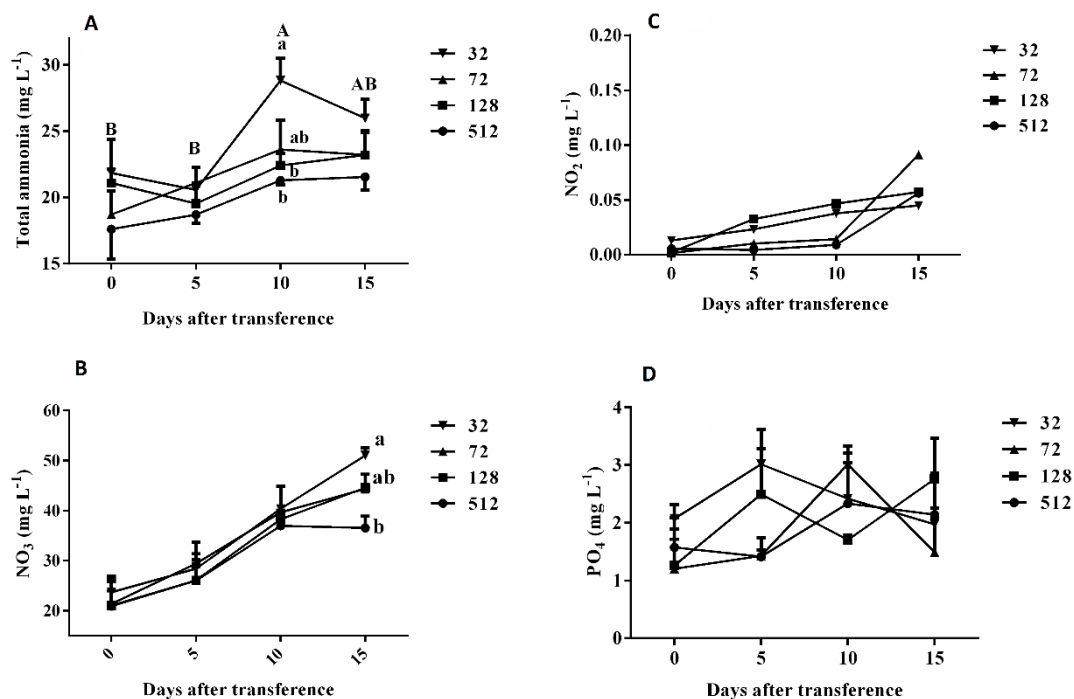 A
Total ammonia (mg L⁻¹)
30
25
20
15
B
B
A
a
ab
b
b
AB
0 5 10 15
Days after transference
32
72
128
512
C
NO₂ (mg L⁻¹)
0.20
0.15
0.10
0.05
0.00
0 5 10 15
Days after transference
32
72
128
512
B
NO₃ (mg L⁻¹)
60
50
40
30
20
a
ab
b
0 5 10 15
Days after transference
32
72
128
512
D
PO₄ (mg L⁻¹)
4
3
2
1
0
0 5 10 15
Days after transference
32
72
128
512